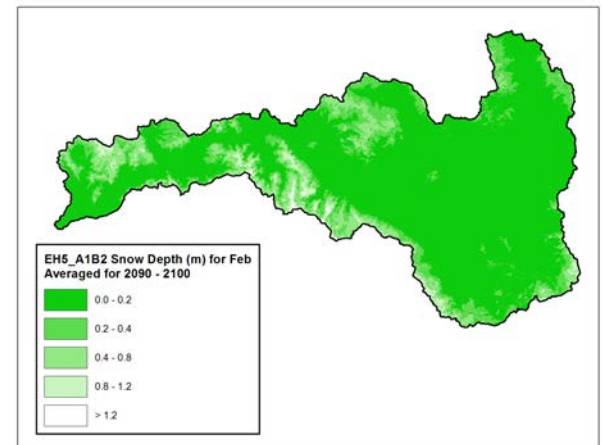 EH5_A1B2 Snow Depth (m) for Feb
Averaged for 2090 - 2100
0.0 - 0.2
0.2 - 0.4
0.4 - 0.8
0.8 - 1.2
> 1.2